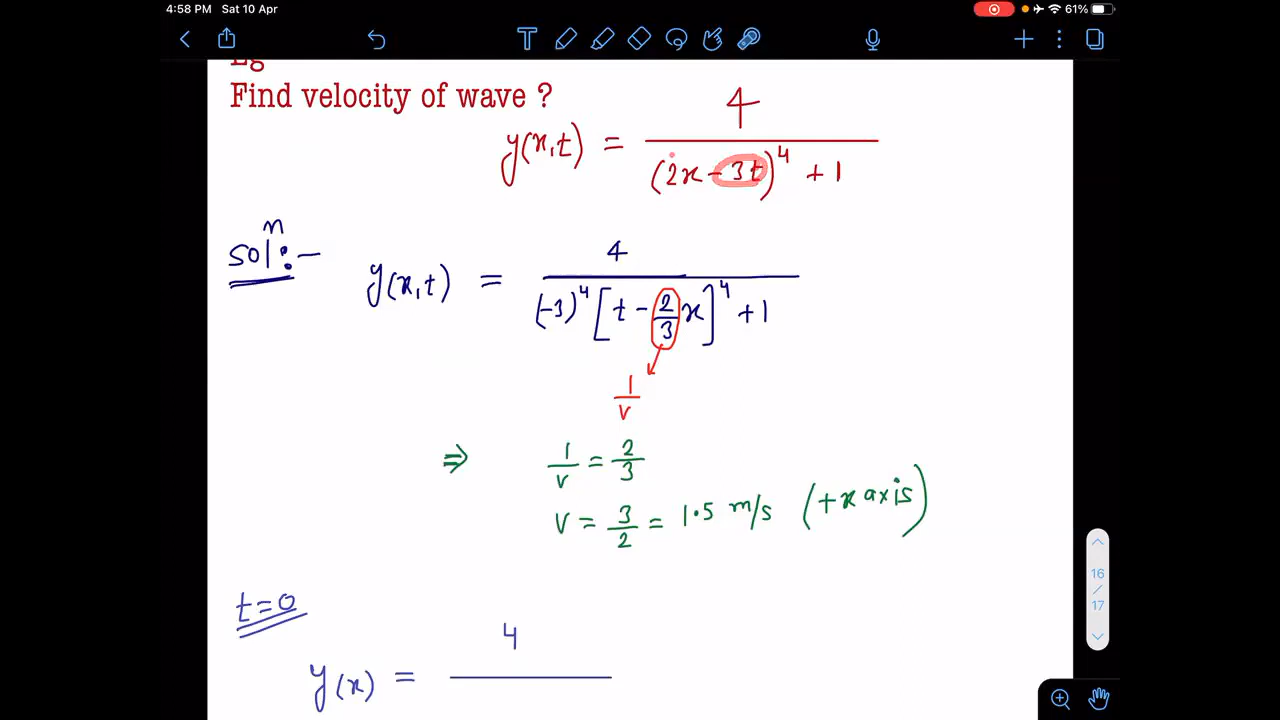 4:58 PM Sat 10 Apr 61%
Eg
Find velocity of wave ?
y(x,t) = 4 / (2x-3t)^4 + 1
sol^n :-
y(x,t) = 4 / (-3)^4 [t - 2/3 x]^4 + 1
1/v
⇒ 1/v = 2/3
v = 3/2 = 1.5 m/s (+x axis)
t=0
y(x) = 4
16
/
17